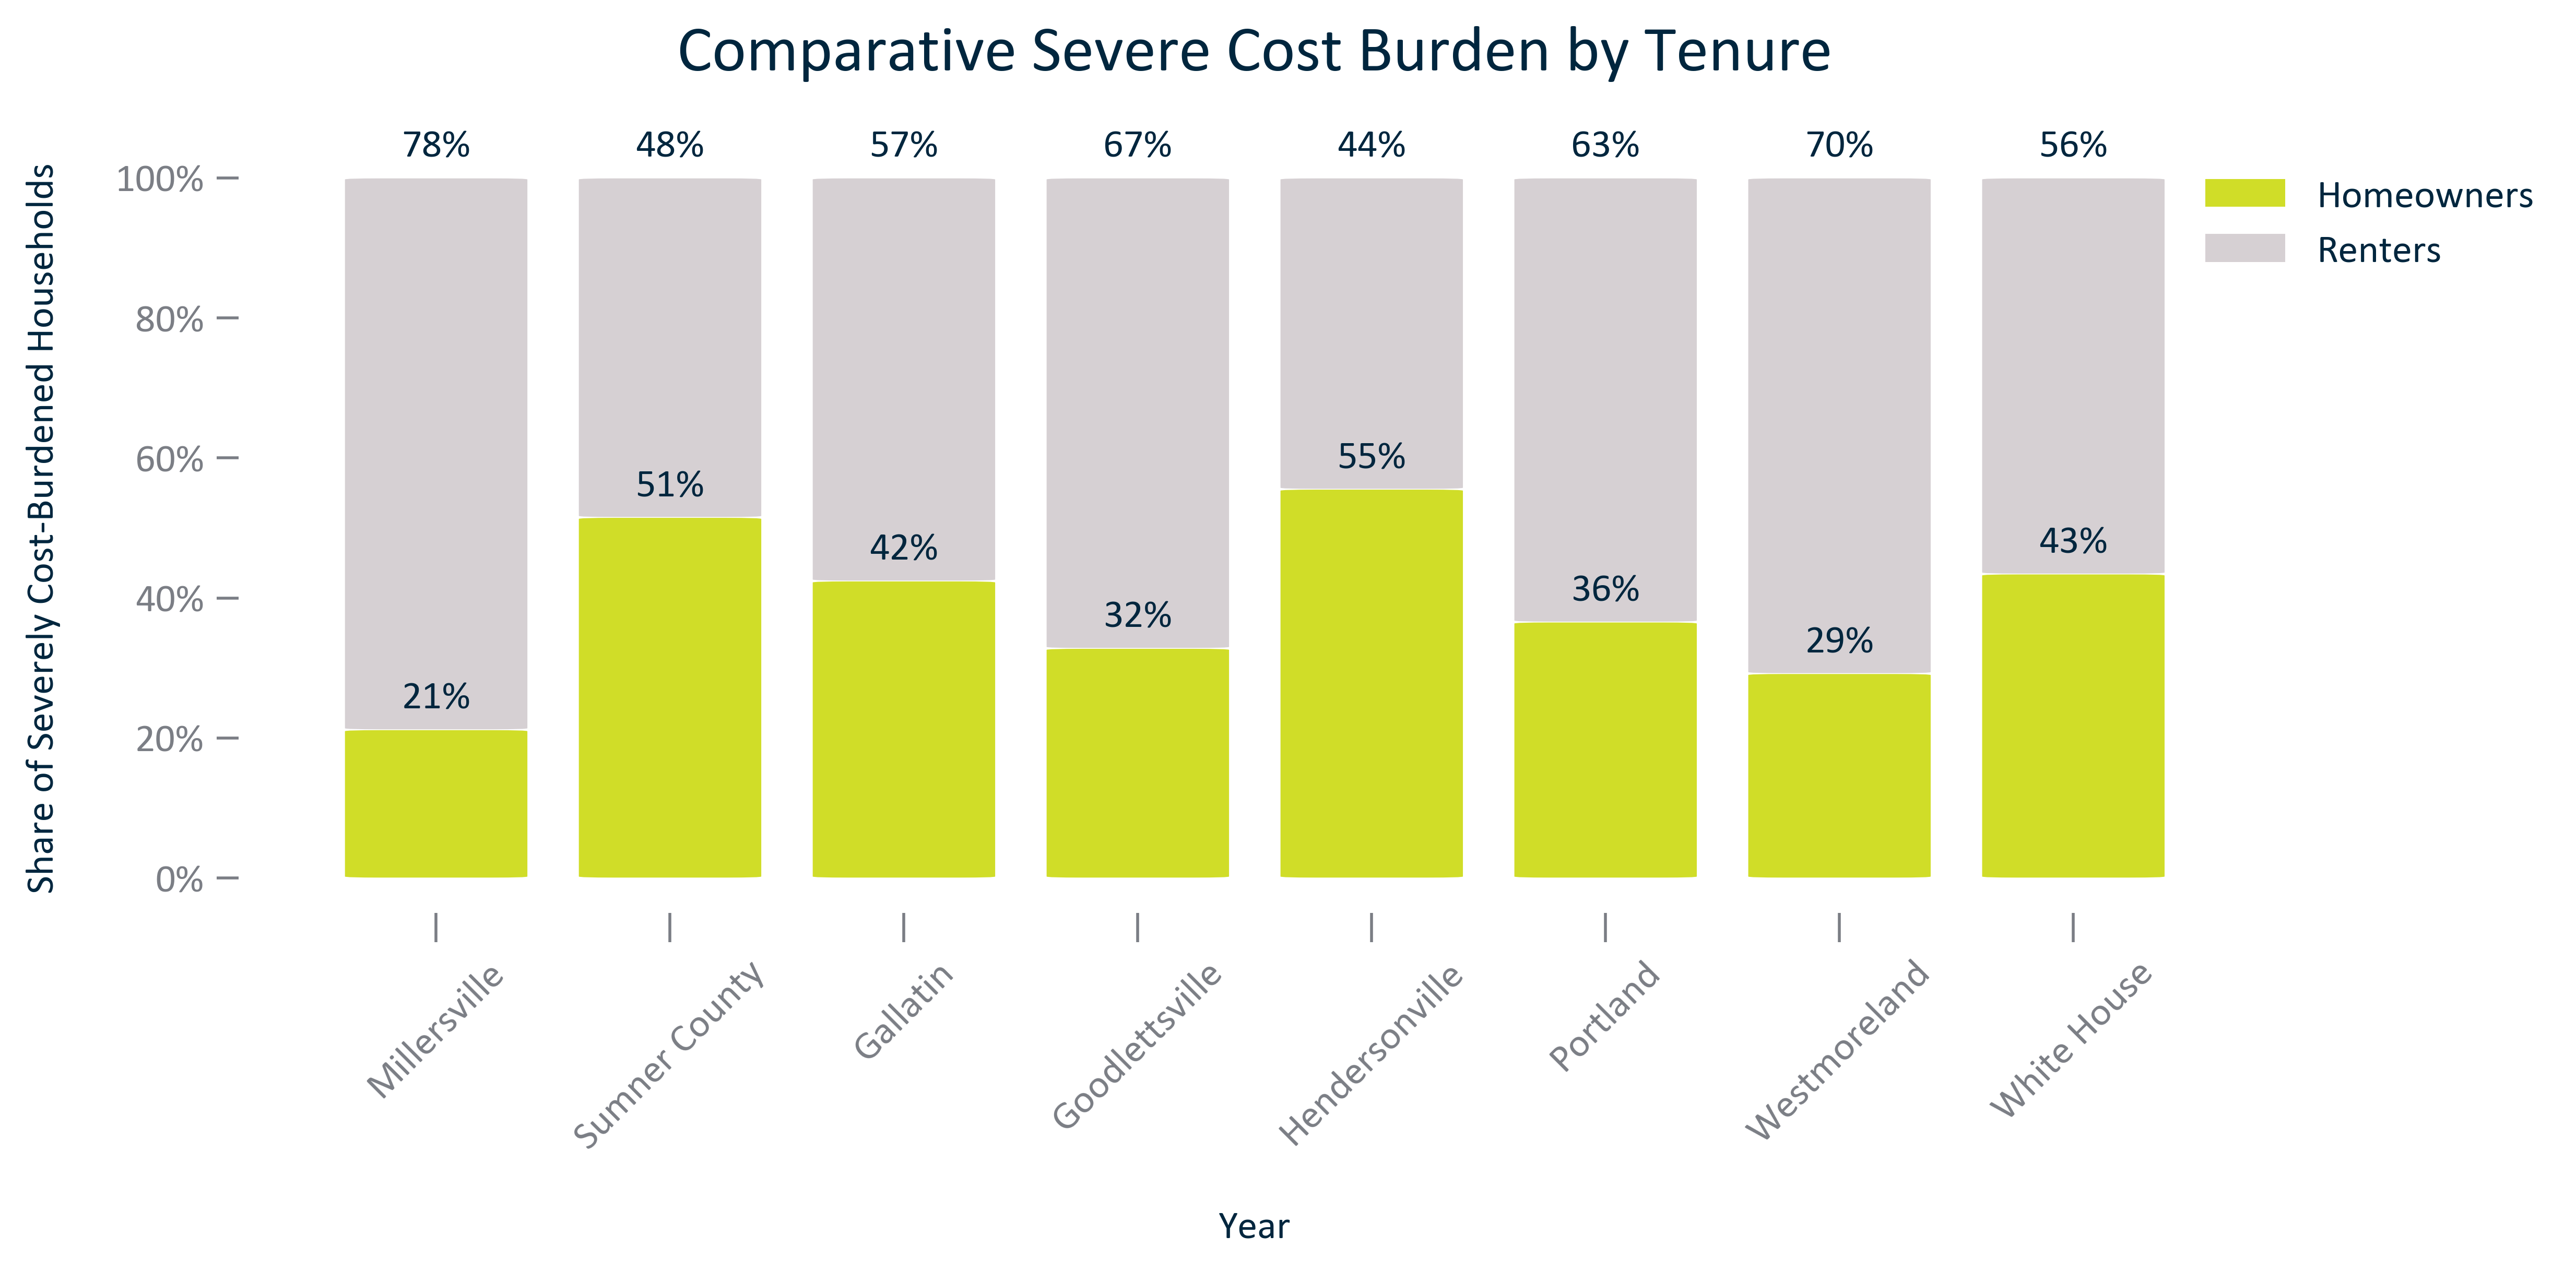 Comparative Severe Cost Burden by Tenure
78% 48% 57% 67% 44% 63% 70% 56%
100%
80%
60%
40%
20%
0%
Share of Severely Cost-Burdened Households
21% 51% 42% 32% 55% 36% 29% 43%
Homeowners
Renters
Millersville
Sumner County
Gallatin
Goodlettsville
Hendersonville
Portland
Westmoreland
White House
Year